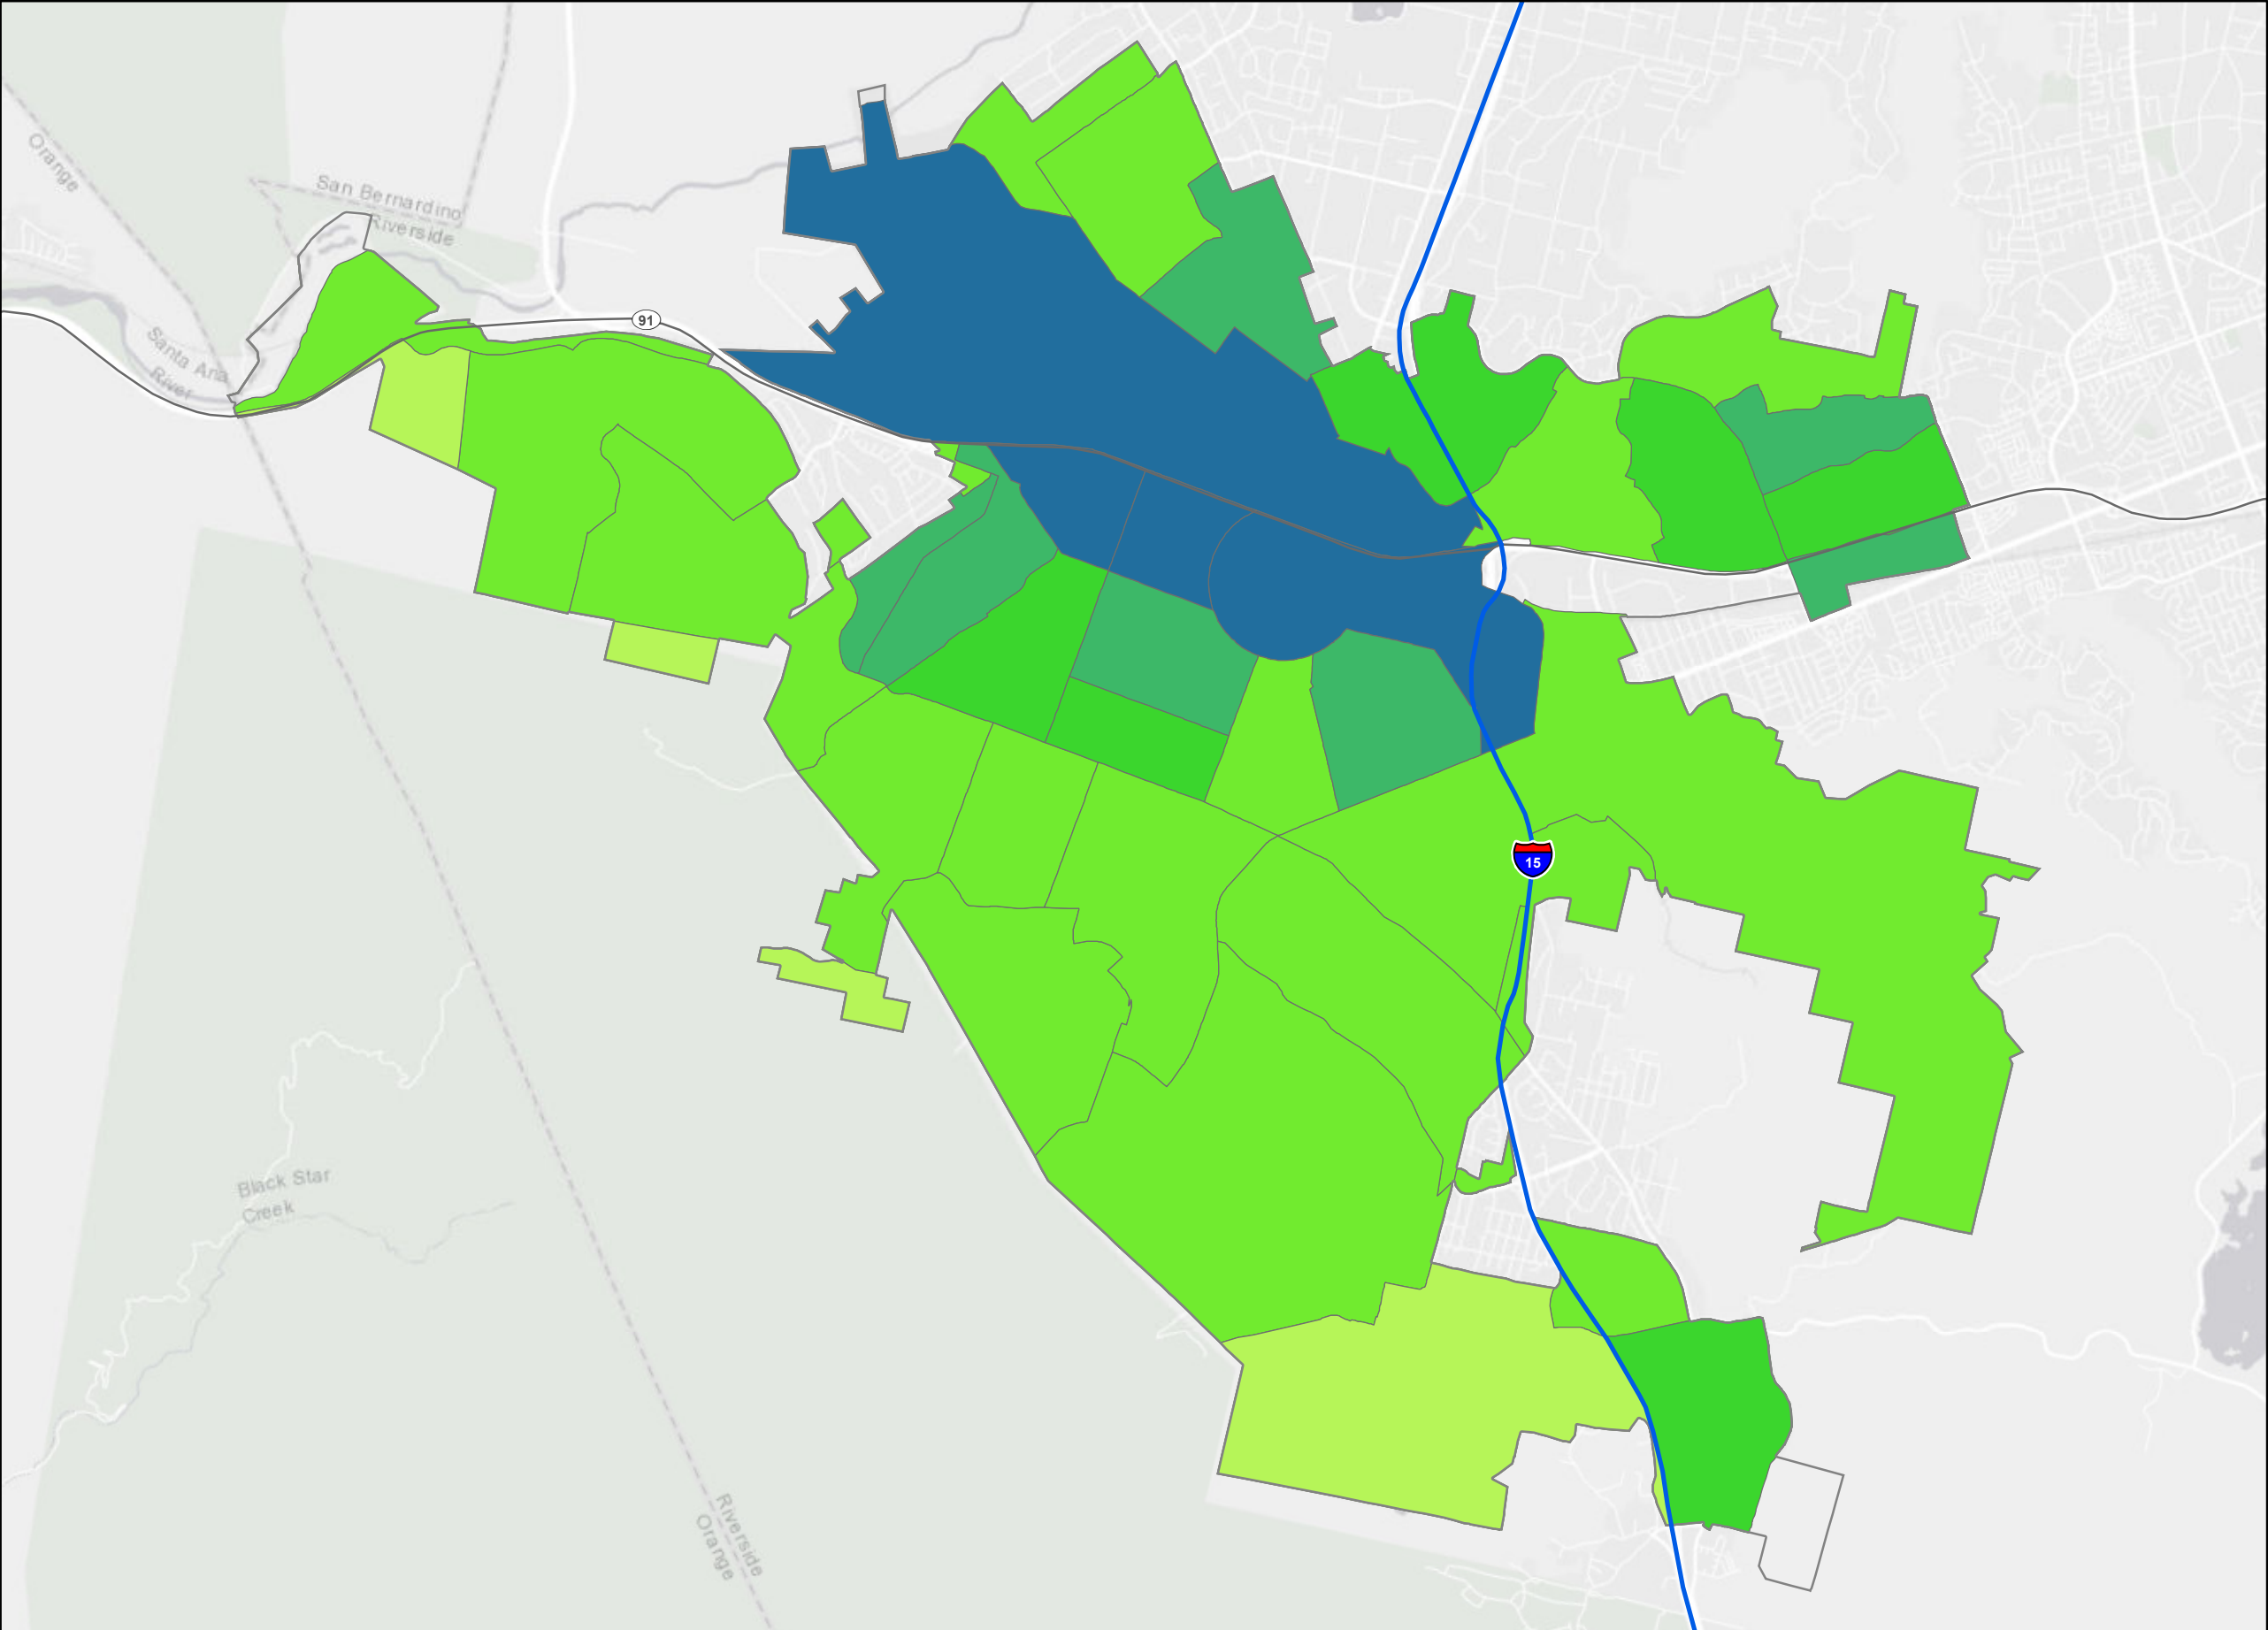 Orange
San Bernardino
Riverside
91
Santa Ana
River
15
Black Star
Creek
Riverside
Orange